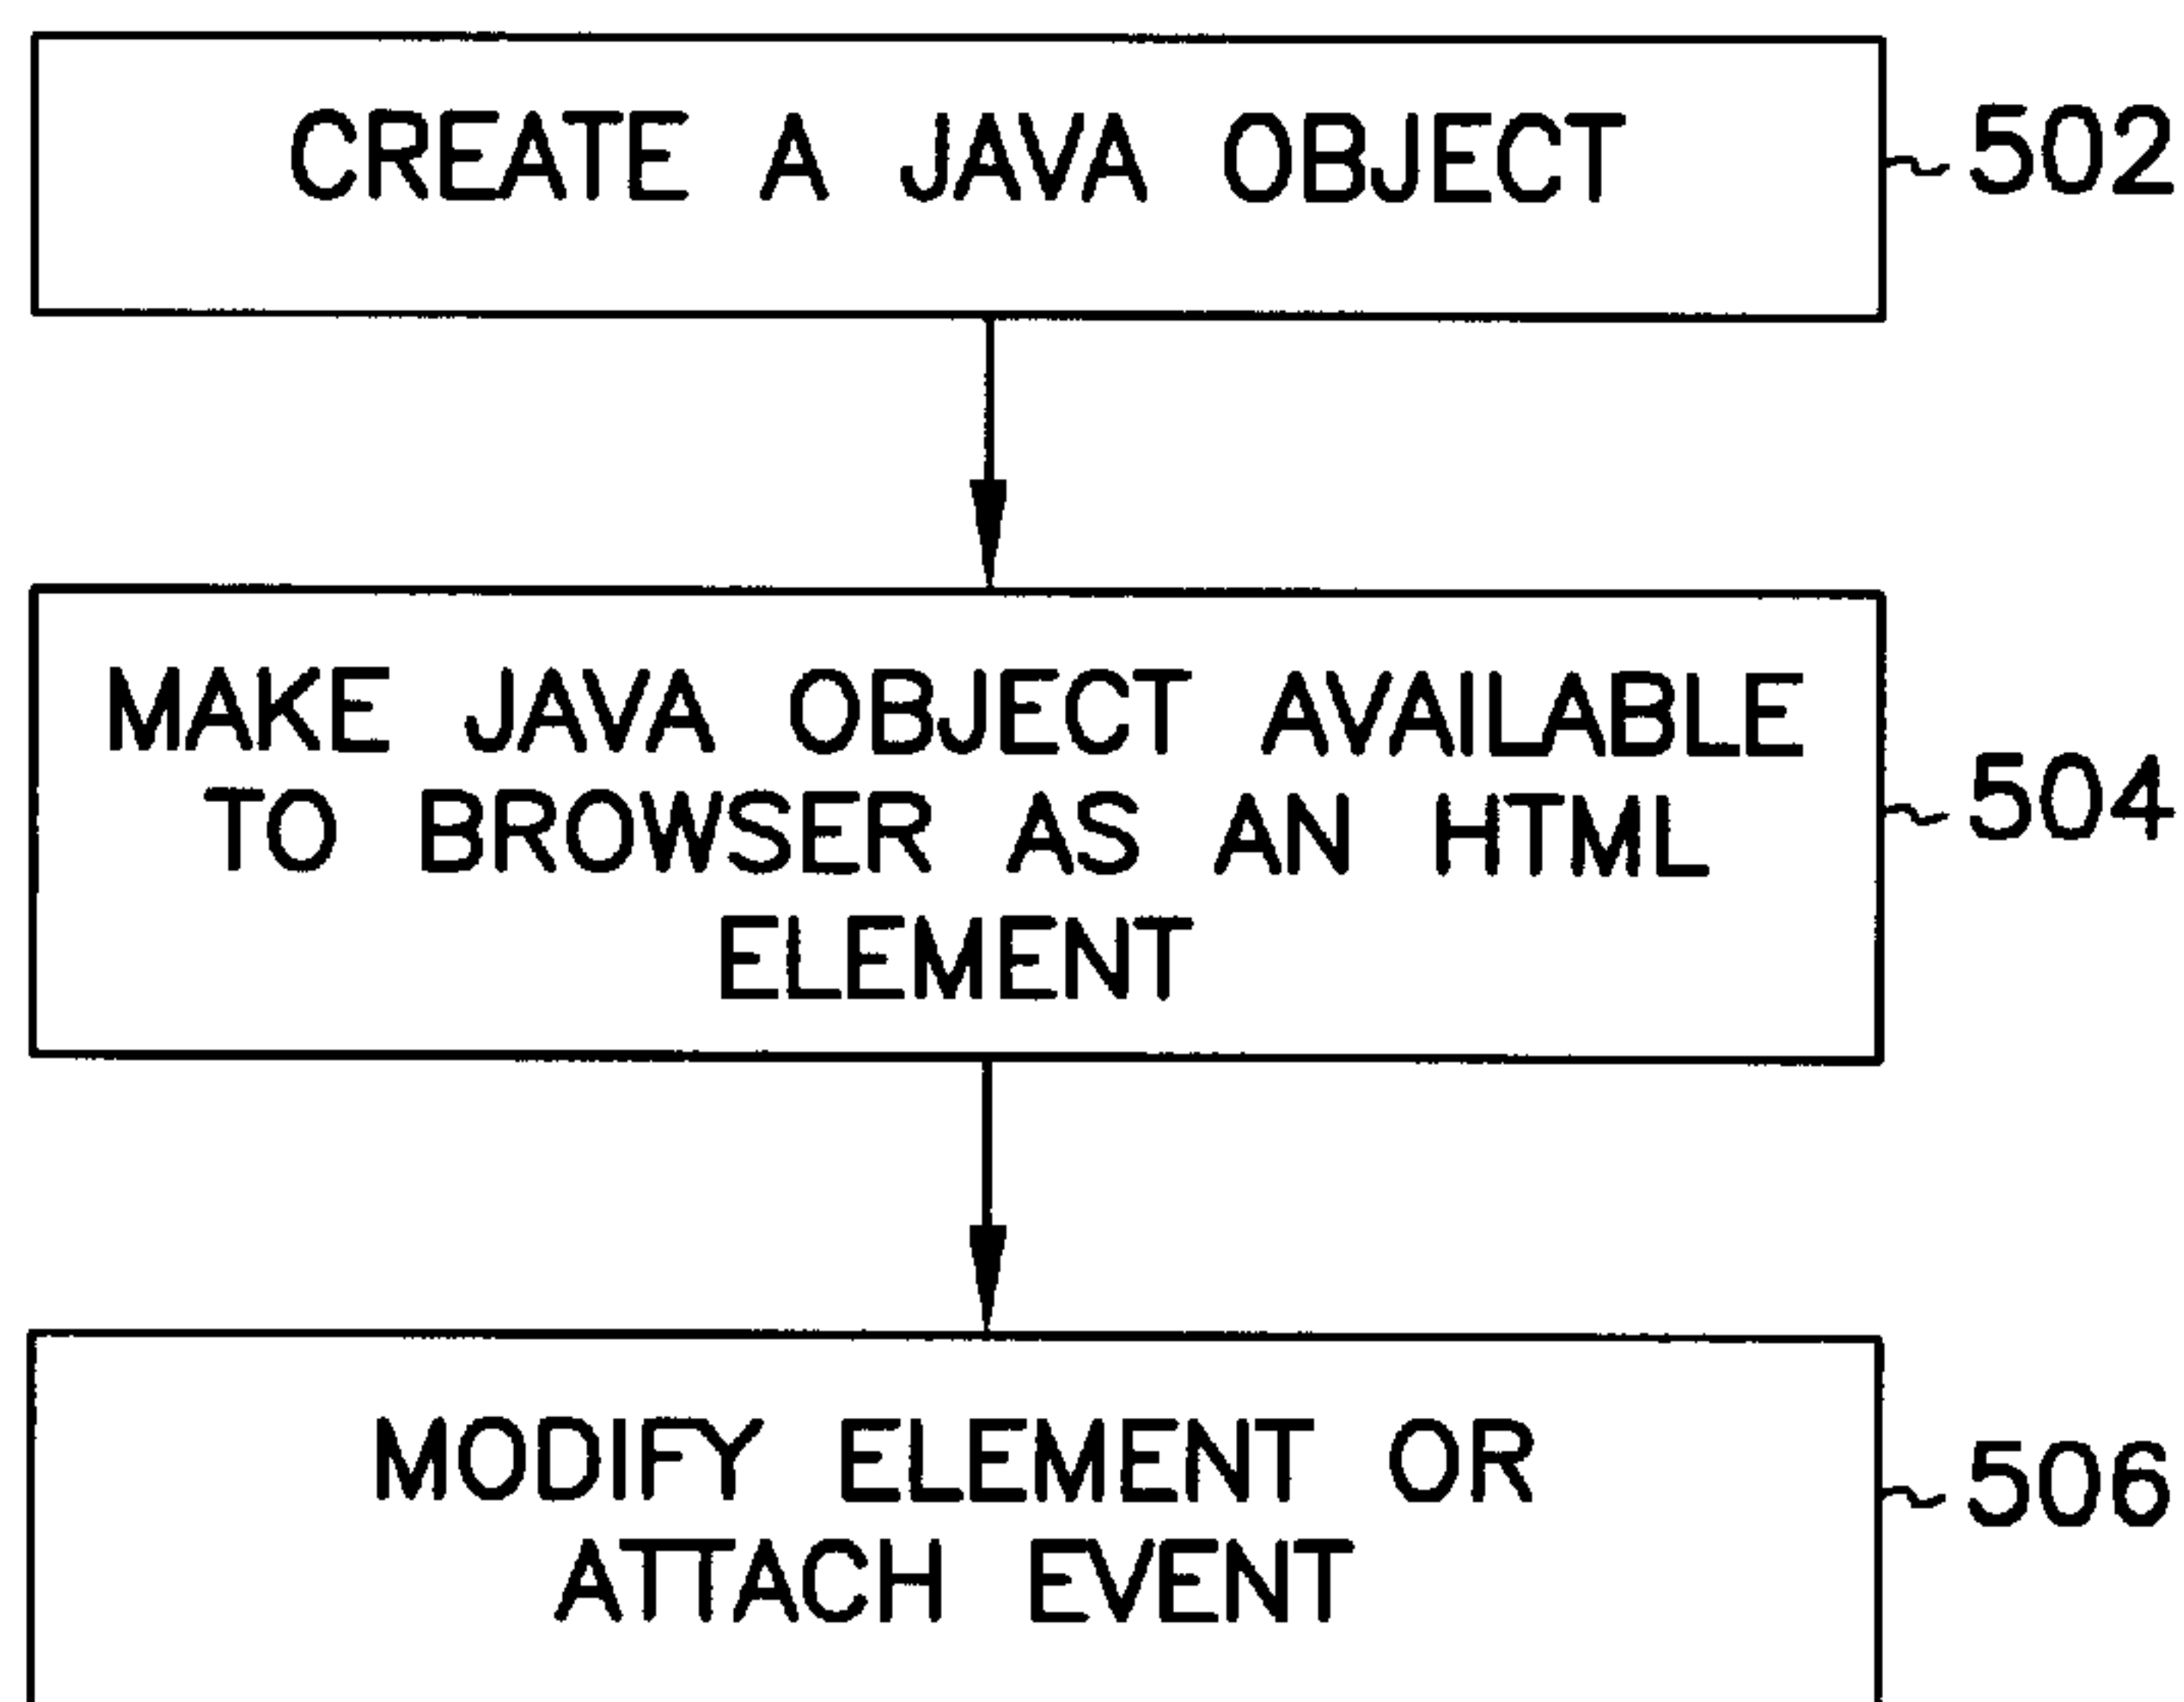 CREATE A JAVA OBJECT
502
MAKE JAVA OBJECT AVAILABLE
TO BROWSER AS AN HTML
ELEMENT
504
MODIFY ELEMENT OR
ATTACH EVENT
506